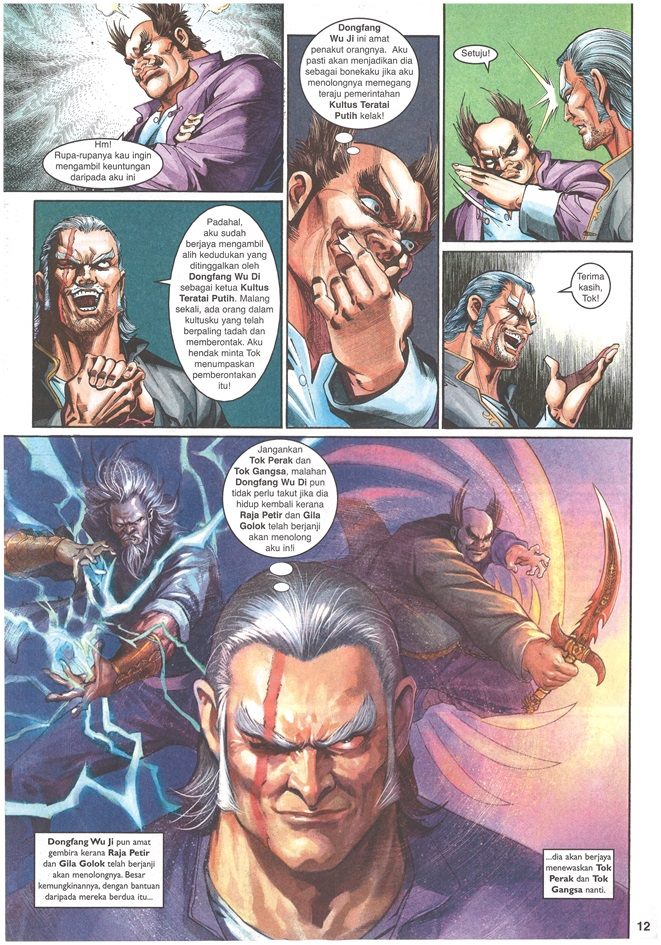 Hm!
Rupa-rupanya kau ingin
mengambil keuntungan
daripada aku ini
Dongfang
Wu Ji ini amat
penakut orangnya. Aku
pasti akan menjadikan dia
sebagai bonekaku jika aku
menolongnya memegang
teraju pemerintahan
Kultus Teratai
Putih kelak!
Setuju!
Padahal,
aku sudah
berjaya mengambil
alih kedudukan yang
ditinggalkan oleh
Dongfang Wu Di
sebagai ketua Kultus
Teratai Putih. Malang
sekali, ada orang dalam
kultusku yang telah
berpaling tadah dan
memberontak. Aku
hendak minta Tok
menumpaskan
pemberontakan
itu!
Terima
kasih,
Tok!
Jangankan
Tok Perak dan
Tok Gangsa, malahan
Dongfang Wu Di pun
tidak perlu takut jika dia
hidup kembali kerana
Raja Petir dan Gila
Golok telah berjanji
akan menolong
aku in!i
Dongfang Wu Ji pun amat
gembira kerana Raja Petir
dan Gila Golok telah berjanji
akan menolongnya. Besar
kemungkinannya, dengan bantuan
daripada mereka berdua itu...
...dia akan berjaya
menewaskan Tok
Perak dan Tok
Gangsa nanti.
12